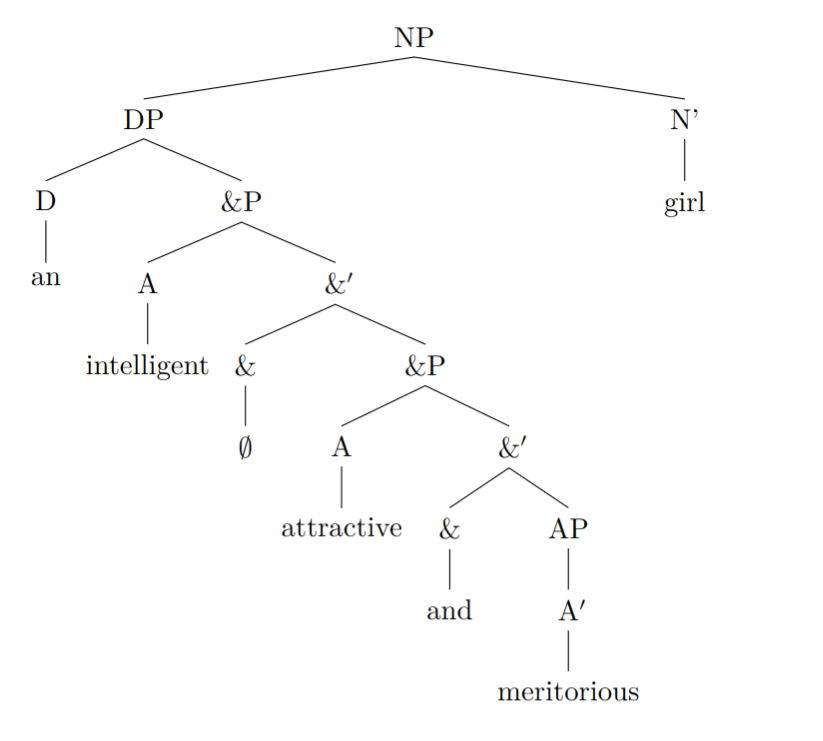 NP
DP N’
D &P girl
an A &′
intelligent & &P
∅ A &′
attractive & AP
and A′
meritorious